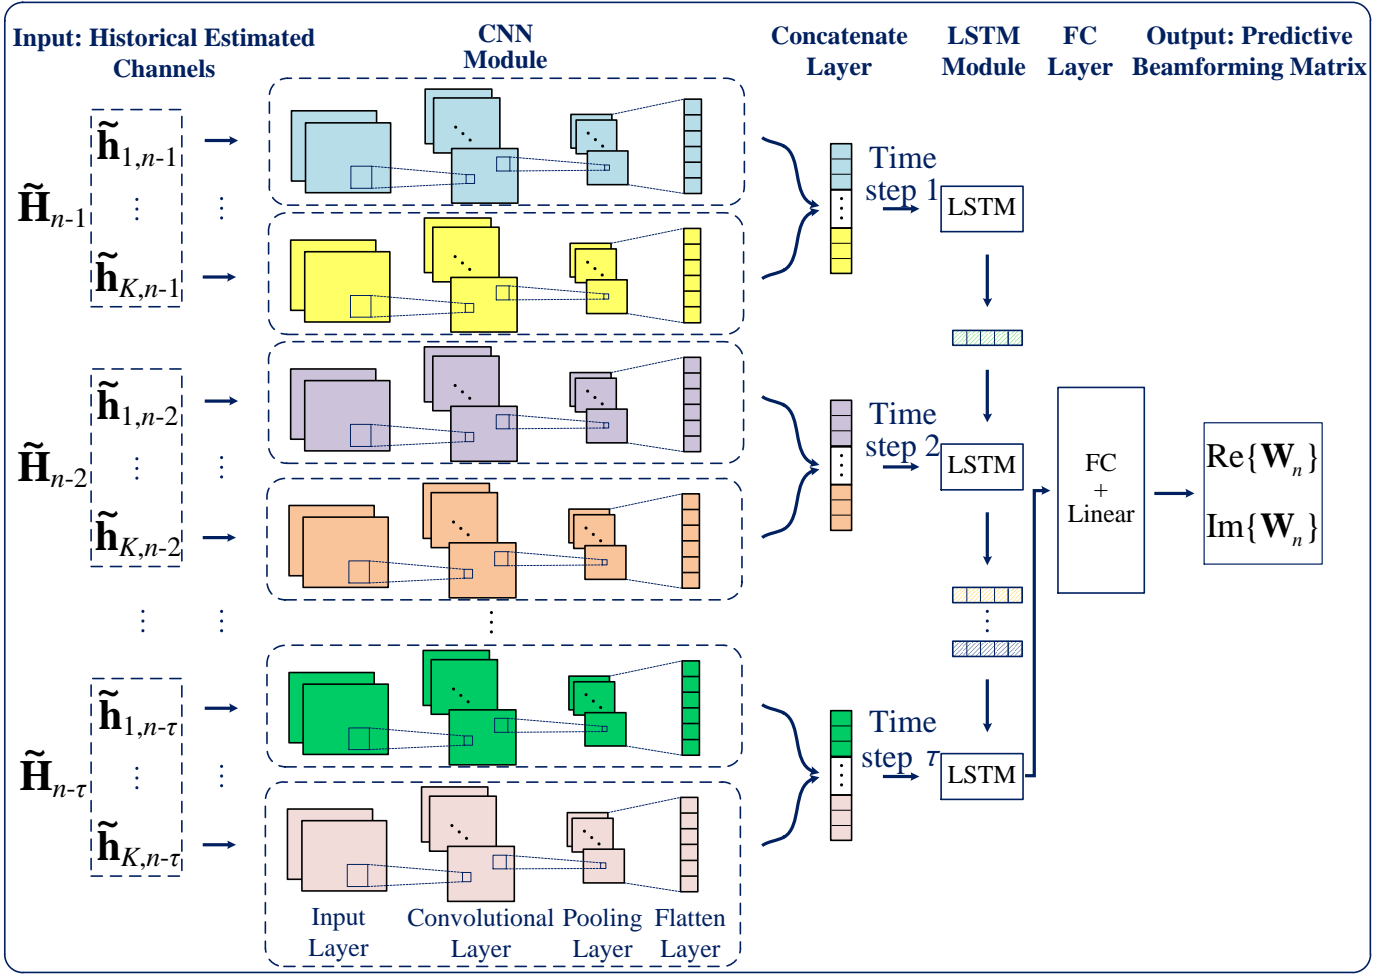 Input: Historical Estimated
Channels
CNN
Module
Concatenate
Layer
LSTM
Module
FC
Layer
Output: Predictive
Beamforming Matrix
H̃ₙ₋₁
h̃_{1,n-1}
⋮ ⋮
h̃_{K,n-1}
Time
step 1
LSTM
H̃ₙ₋₂
h̃_{1,n-2}
⋮ ⋮
h̃_{K,n-2}
Time
step 2
LSTM
FC
+
Linear
Re{Wₙ}
Im{Wₙ}
⋮ ⋮ ⋮
H̃_{n-τ}
h̃_{1,n-τ}
⋮ ⋮
h̃_{K,n-τ}
Time
step τ
LSTM
Input
Layer
Convolutional
Layer
Pooling
Layer
Flatten
Layer